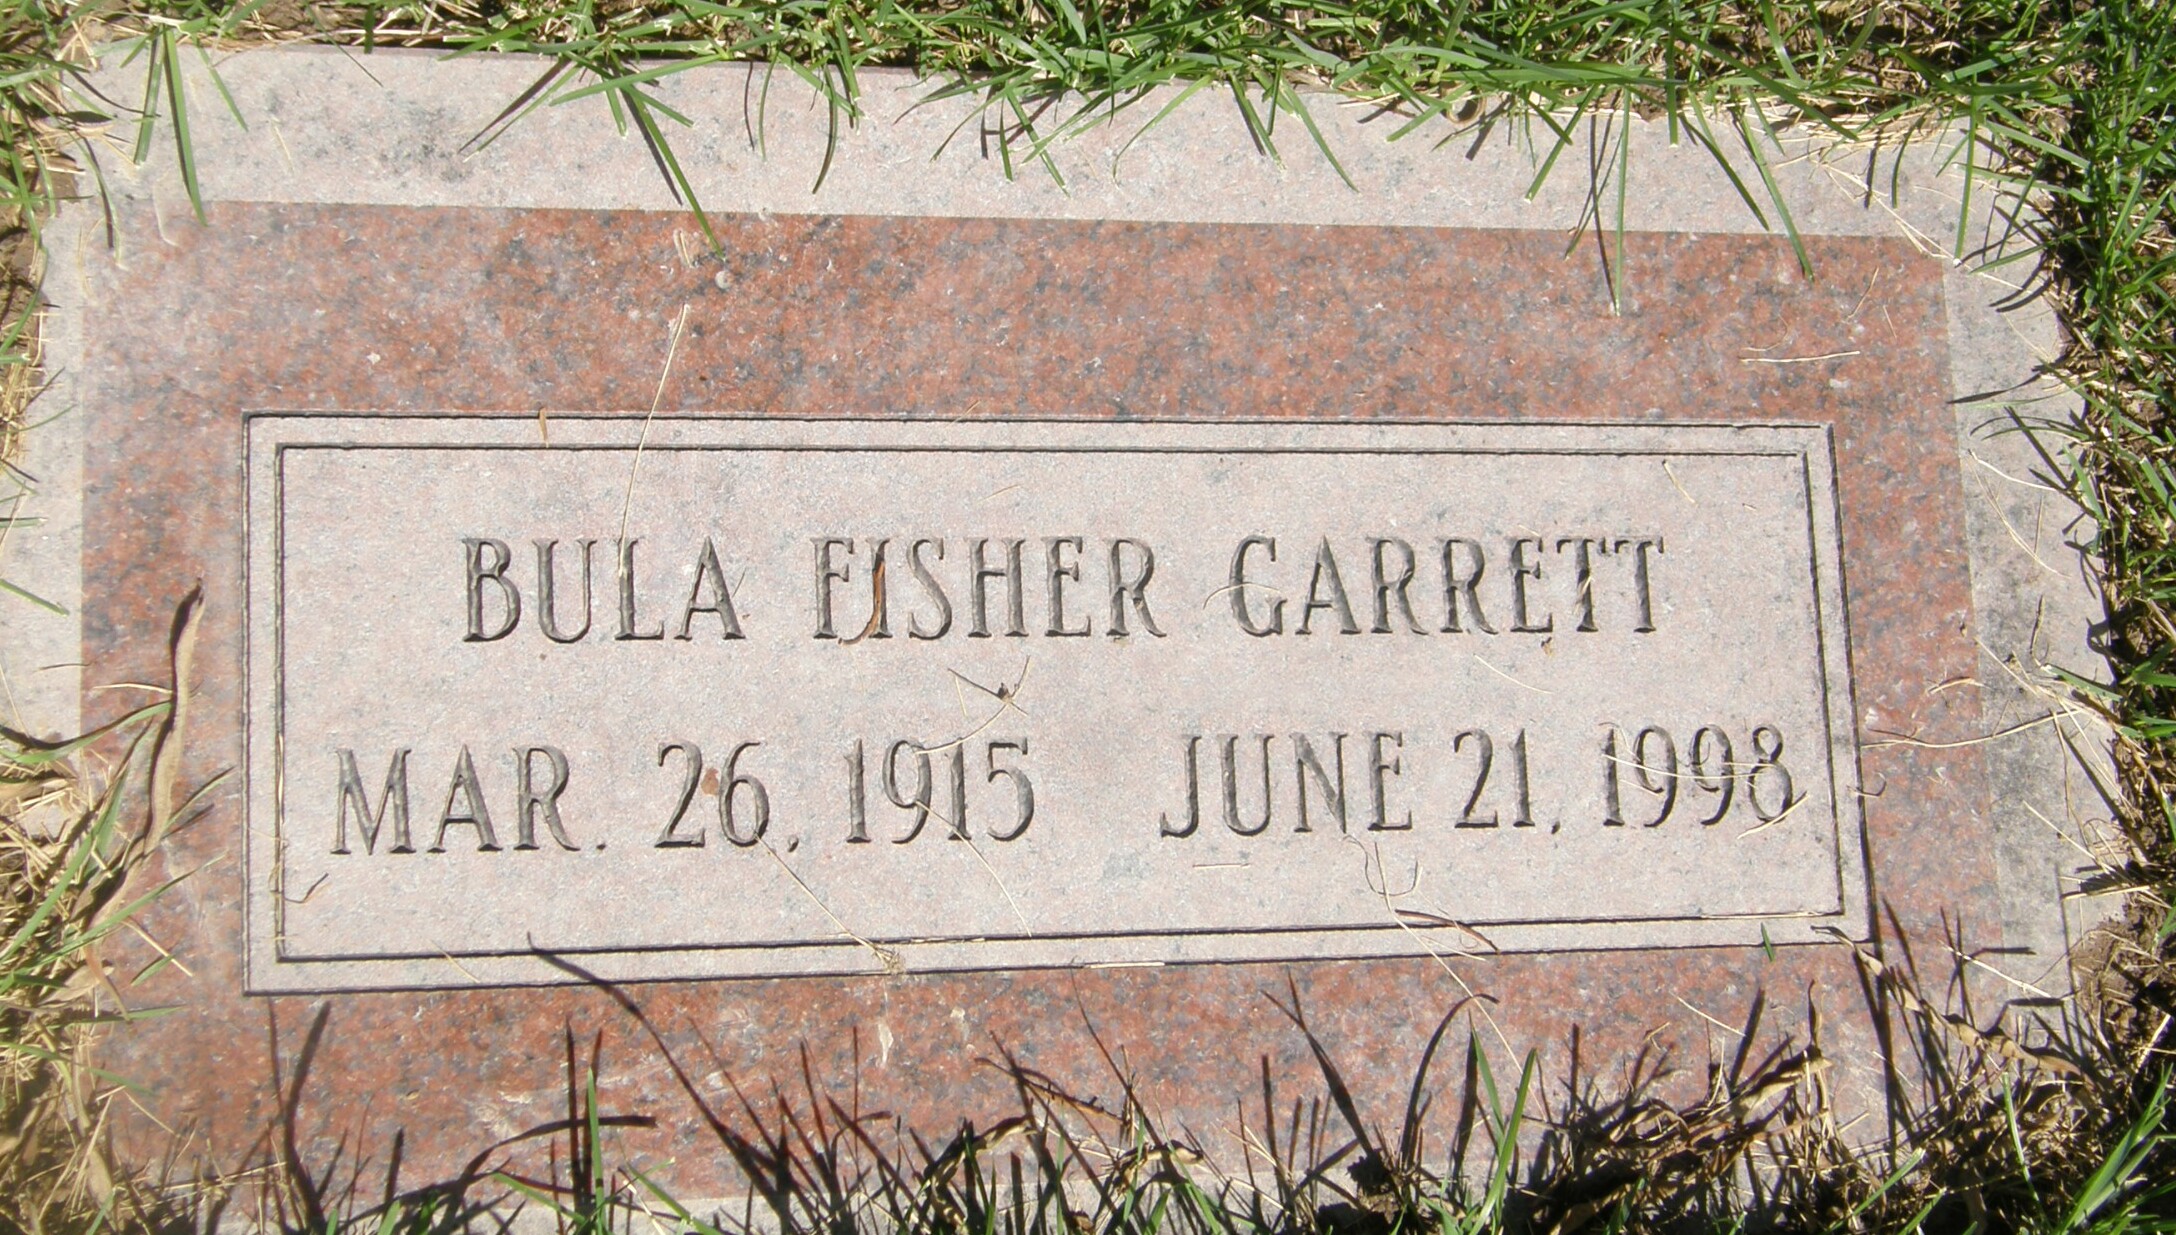 BULA FISHER GARRETT
MAR. 26, 1915 JUNE 21, 1998